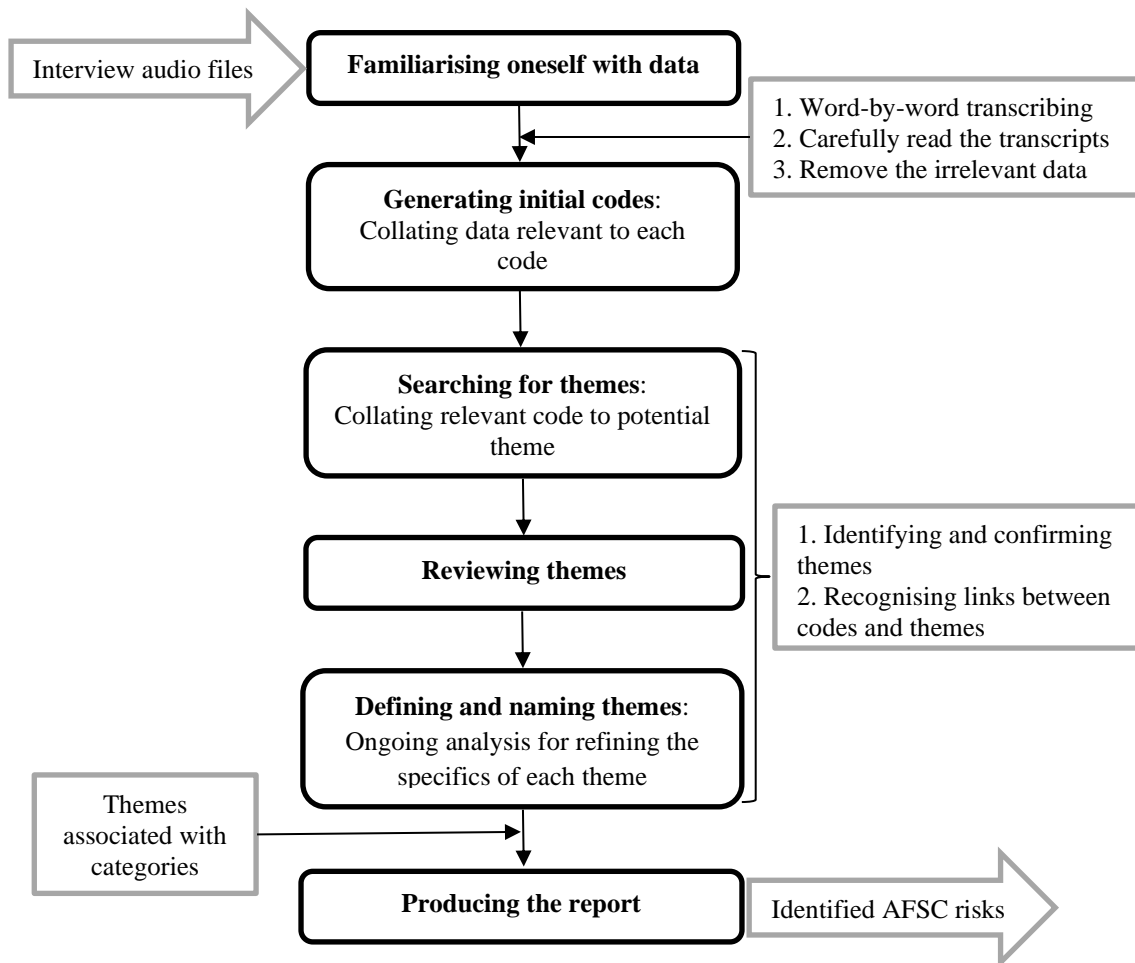 Interview audio files
Familiarising oneself with data
1. Word-by-word transcribing
2. Carefully read the transcripts
3. Remove the irrelevant data
Generating initial codes:
Collating data relevant to each
code
Searching for themes:
Collating relevant code to potential
theme
Reviewing themes
1. Identifying and confirming
themes
2. Recognising links between
codes and themes
Defining and naming themes:
Ongoing analysis for refining the
specifics of each theme
Themes
associated with
categories
Producing the report
Identified AFSC risks